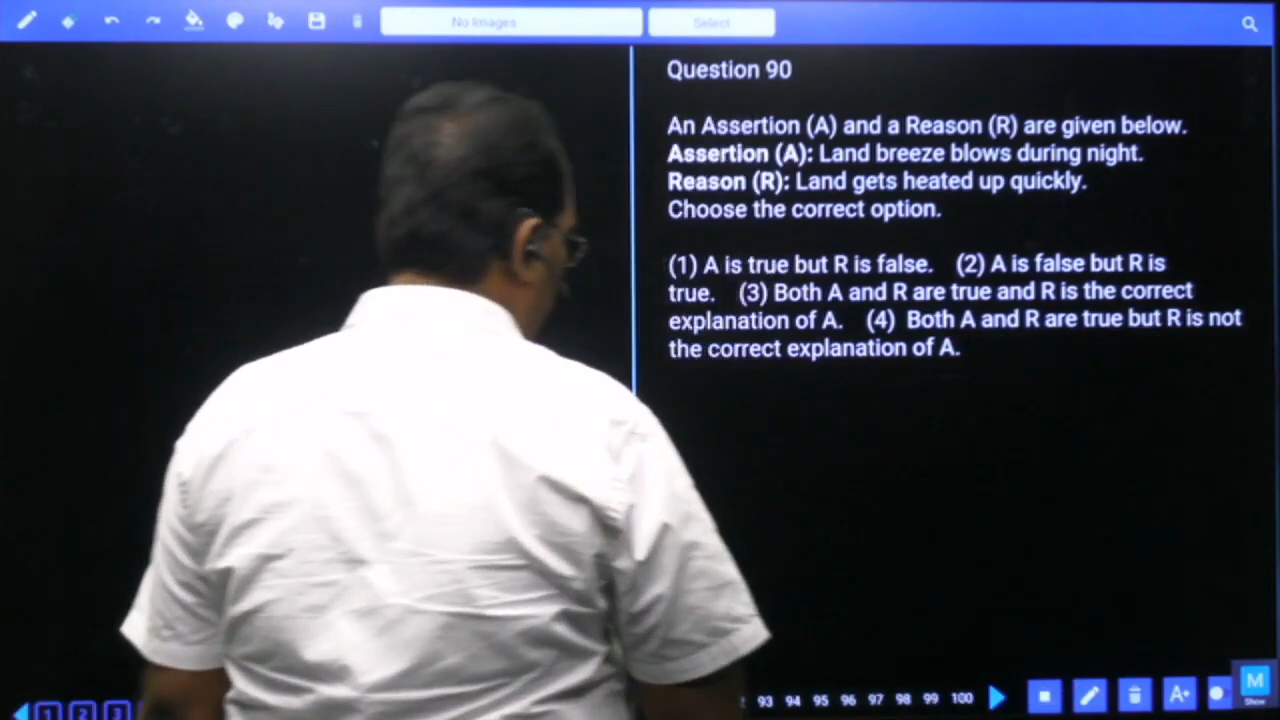 No Images Select
Question 90
An Assertion (A) and a Reason (R) are given below.
Assertion (A): Land breeze blows during night.
Reason (R): Land gets heated up quickly.
Choose the correct option.
(1) A is true but R is false. (2) A is false but R is
true. (3) Both A and R are true and R is the correct
explanation of A. (4) Both A and R are true but R is not
the correct explanation of A.
1 2 3 93 94 95 96 97 98 99 100 A+ M
Show